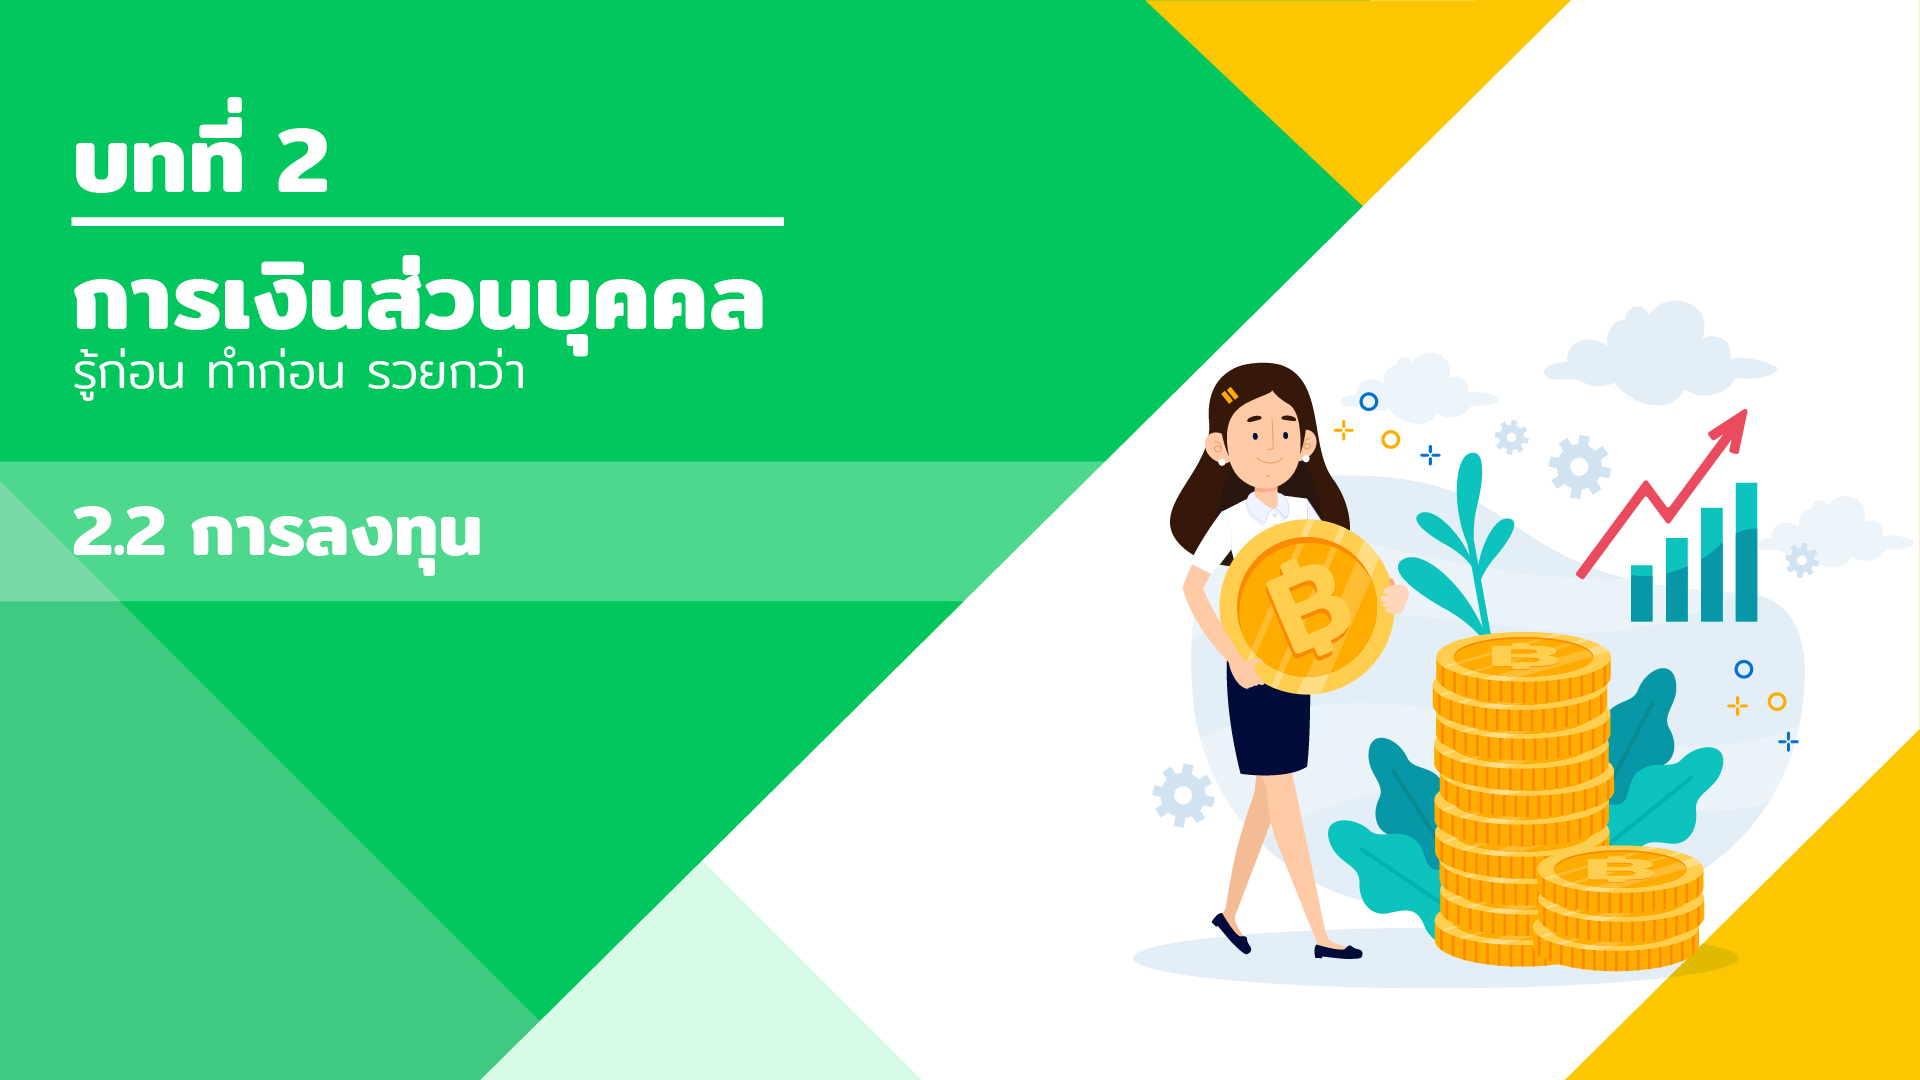 บทที่ 2
การเงินส่วนบุคคล
รู้ก่อน ทำก่อน รวยกว่า
2.2 การลงทุน